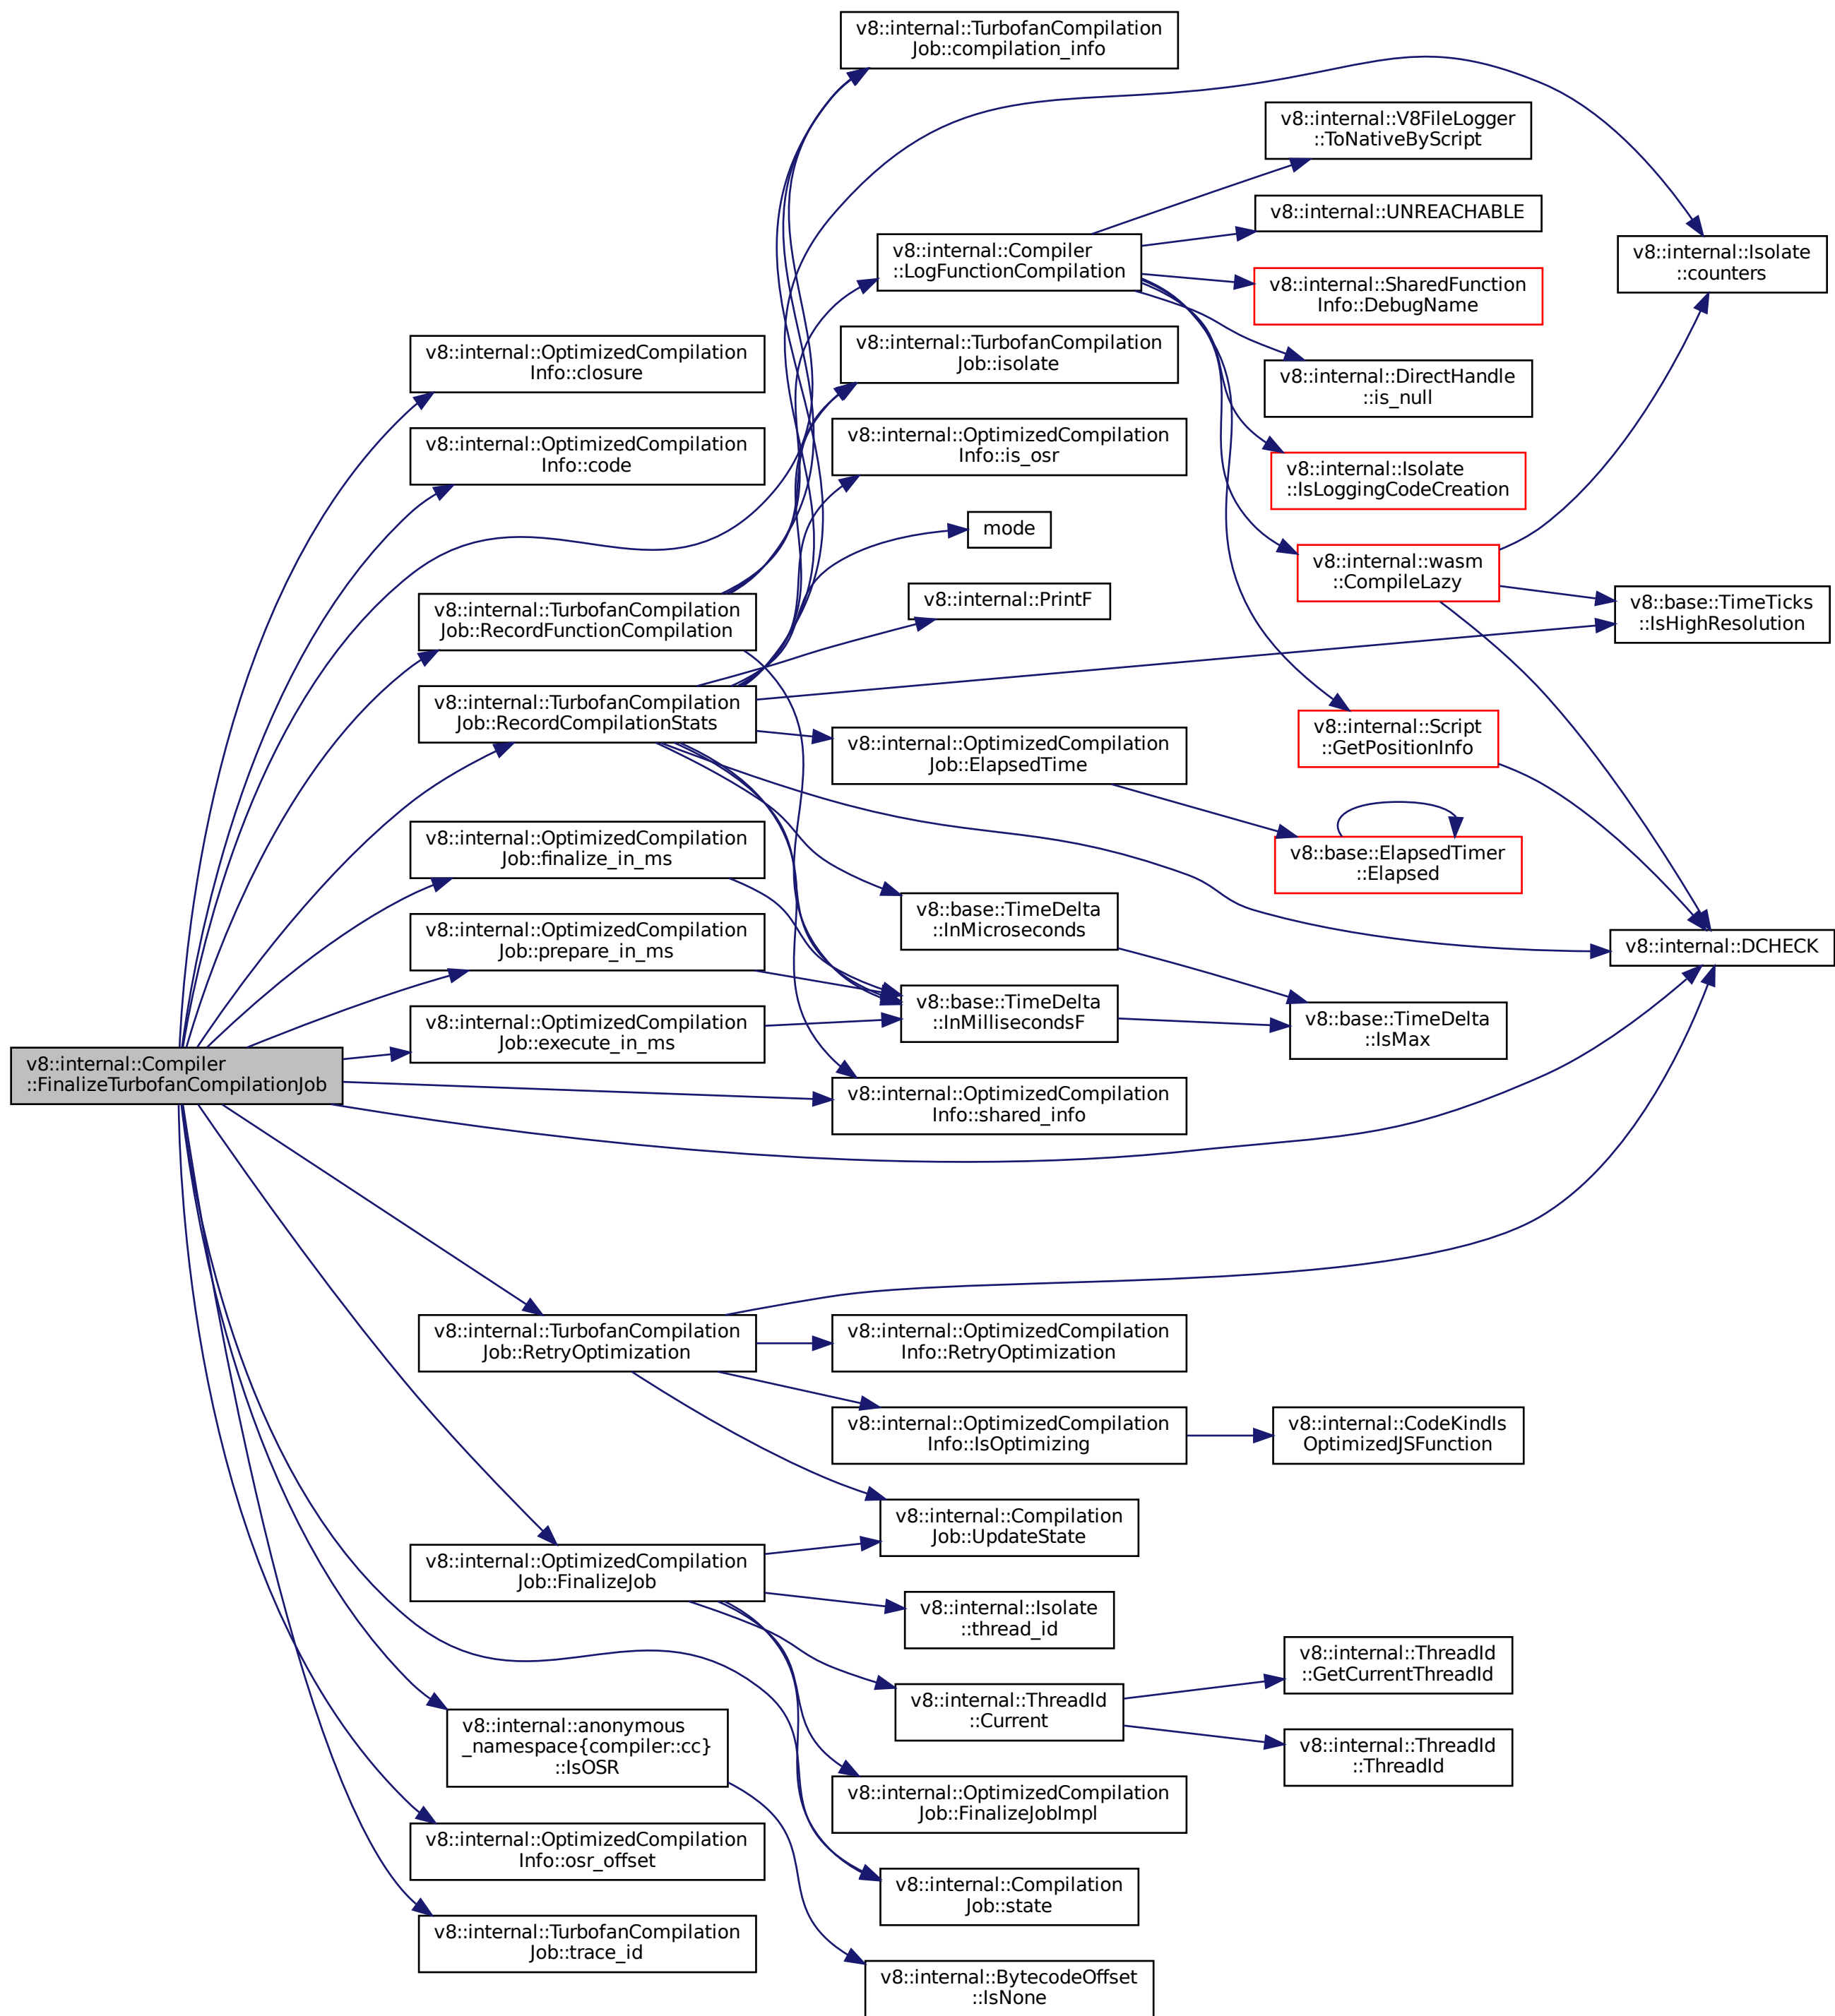 v8::internal::TurbofanCompilation
Job::compilation_info
v8::internal::V8FileLogger
::ToNativeByScript
v8::internal::UNREACHABLE
v8::internal::Compiler
::LogFunctionCompilation
v8::internal::Isolate
::counters
v8::internal::SharedFunction
Info::DebugName
v8::internal::OptimizedCompilation
Info::closure
v8::internal::TurbofanCompilation
Job::isolate
v8::internal::DirectHandle
::is_null
v8::internal::OptimizedCompilation
Info::code
v8::internal::OptimizedCompilation
Info::is_osr
v8::internal::Isolate
::IsLoggingCodeCreation
mode
v8::internal::wasm
::CompileLazy
v8::internal::TurbofanCompilation
Job::RecordFunctionCompilation
v8::internal::PrintF
v8::base::TimeTicks
::IsHighResolution
v8::internal::TurbofanCompilation
Job::RecordCompilationStats
v8::internal::OptimizedCompilation
Job::ElapsedTime
v8::internal::Script
::GetPositionInfo
v8::internal::OptimizedCompilation
Job::finalize_in_ms
v8::base::ElapsedTimer
::Elapsed
v8::internal::OptimizedCompilation
Job::prepare_in_ms
v8::base::TimeDelta
::InMicroseconds
v8::internal::DCHECK
v8::internal::OptimizedCompilation
Job::execute_in_ms
v8::base::TimeDelta
::InMillisecondsF
v8::base::TimeDelta
::IsMax
v8::internal::Compiler
::FinalizeTurbofanCompilationJob
v8::internal::OptimizedCompilation
Info::shared_info
v8::internal::TurbofanCompilation
Job::RetryOptimization
v8::internal::OptimizedCompilation
Info::RetryOptimization
v8::internal::OptimizedCompilation
Info::IsOptimizing
v8::internal::CodeKindIs
OptimizedJSFunction
v8::internal::Compilation
Job::UpdateState
v8::internal::OptimizedCompilation
Job::FinalizeJob
v8::internal::Isolate
::thread_id
v8::internal::ThreadId
::GetCurrentThreadId
v8::internal::ThreadId
::Current
v8::internal::anonymous
_namespace{compiler::cc}
::IsOSR
v8::internal::ThreadId
::ThreadId
v8::internal::OptimizedCompilation
Job::FinalizeJobImpl
v8::internal::OptimizedCompilation
Info::osr_offset
v8::internal::Compilation
Job::state
v8::internal::TurbofanCompilation
Job::trace_id
v8::internal::BytecodeOffset
::IsNone